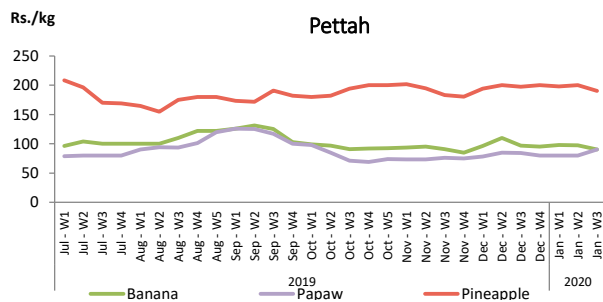 Rs./kg
Pettah
250
200
150
100
50
0
Jul - W1
Jul - W2
Jul - W3
Jul - W4
Aug - W1
Aug - W2
Aug - W3
Aug - W4
Aug - W5
Sep - W1
Sep - W2
Sep - W3
Sep - W4
Oct - W1
Oct - W2
Oct - W3
Oct - W4
Oct - W5
Nov - W1
Nov - W2
Nov - W3
Nov - W4
Dec - W1
Dec - W2
Dec - W3
Dec - W4
Jan - W1
Jan - W2
Jan - W3
2019 2020
Banana Papaw Pineapple